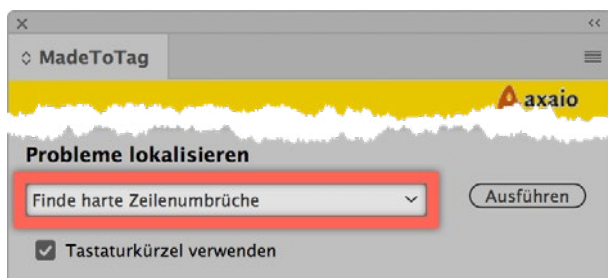 MadeToTag
axaio
Probleme lokalisieren
Finde harte Zeilenumbrüche
Ausführen
Tastaturkürzel verwenden